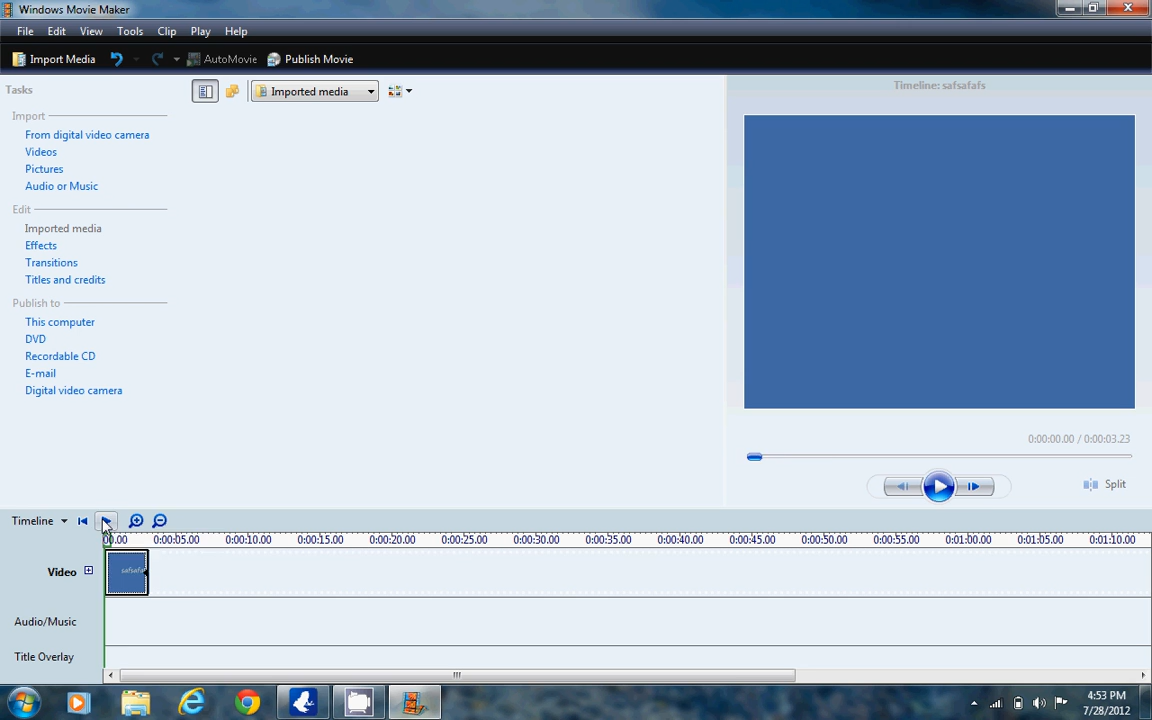 Windows Movie Maker
File Edit View Tools Clip Play Help
Import Media AutoMovie Publish Movie
Tasks
Imported media
Timeline: safsafafs
Import
From digital video camera
Videos
Pictures
Audio or Music
Edit
Imported media
Effects
Transitions
Titles and credits
Publish to
This computer
DVD
Recordable CD
E-mail
Digital video camera
0:00:00.00 / 0:00:03.23
Split
Timeline
0:00:05.00 0:00:10.00 0:00:15.00 0:00:20.00 0:00:25.00 0:00:30.00 0:00:35.00 0:00:40.00 0:00:45.00 0:00:50.00 0:00:55.00 0:01:00.00 0:01:05.00 0:01:10.00
Video
Audio/Music
Title Overlay
4:53 PM
7/28/2012